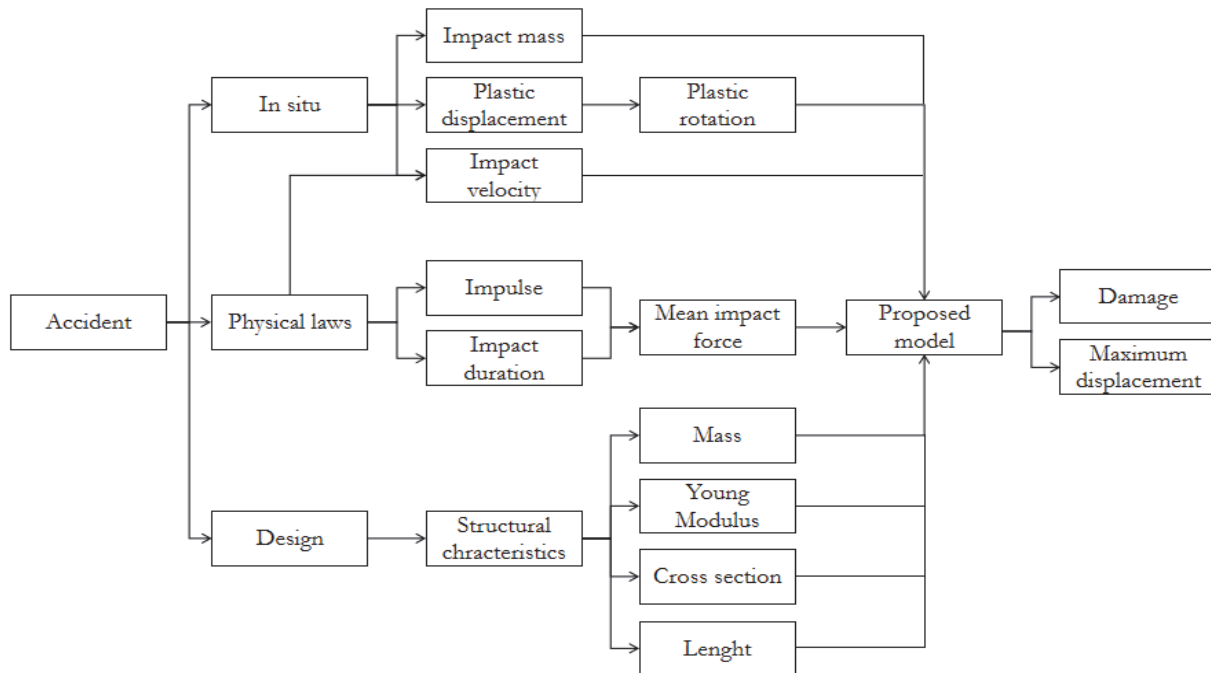 Impact mass
In situ
Plastic
displacement
Plastic
rotation
Impact
velocity
Accident
Physical laws
Impulse
Impact
duration
Mean impact
force
Proposed
model
Damage
Maximum
displacement
Design
Structural
chracteristics
Mass
Young
Modulus
Cross section
Lenght